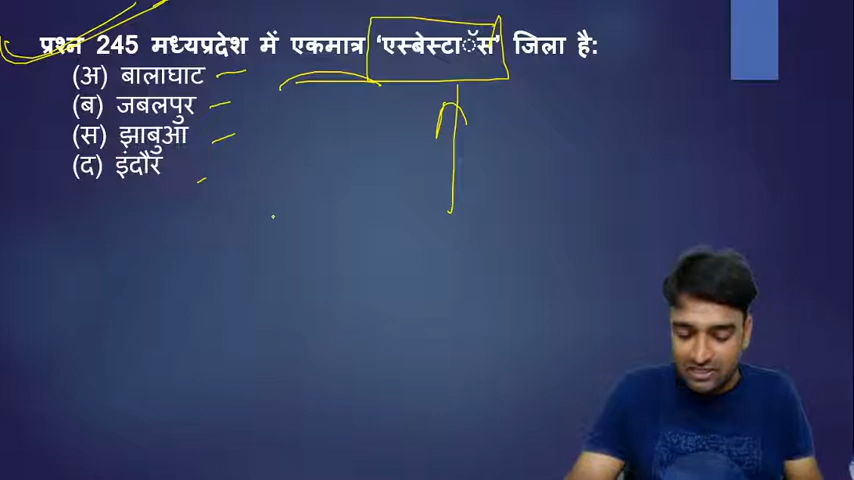 प्रश्न 245 मध्यप्रदेश में एकमात्र ‘एस्बेस्टाॅस’ जिला है:
(अ) बालाघाट
(ब) जबलपुर
(स) झाबुआ
(द) इंदौर